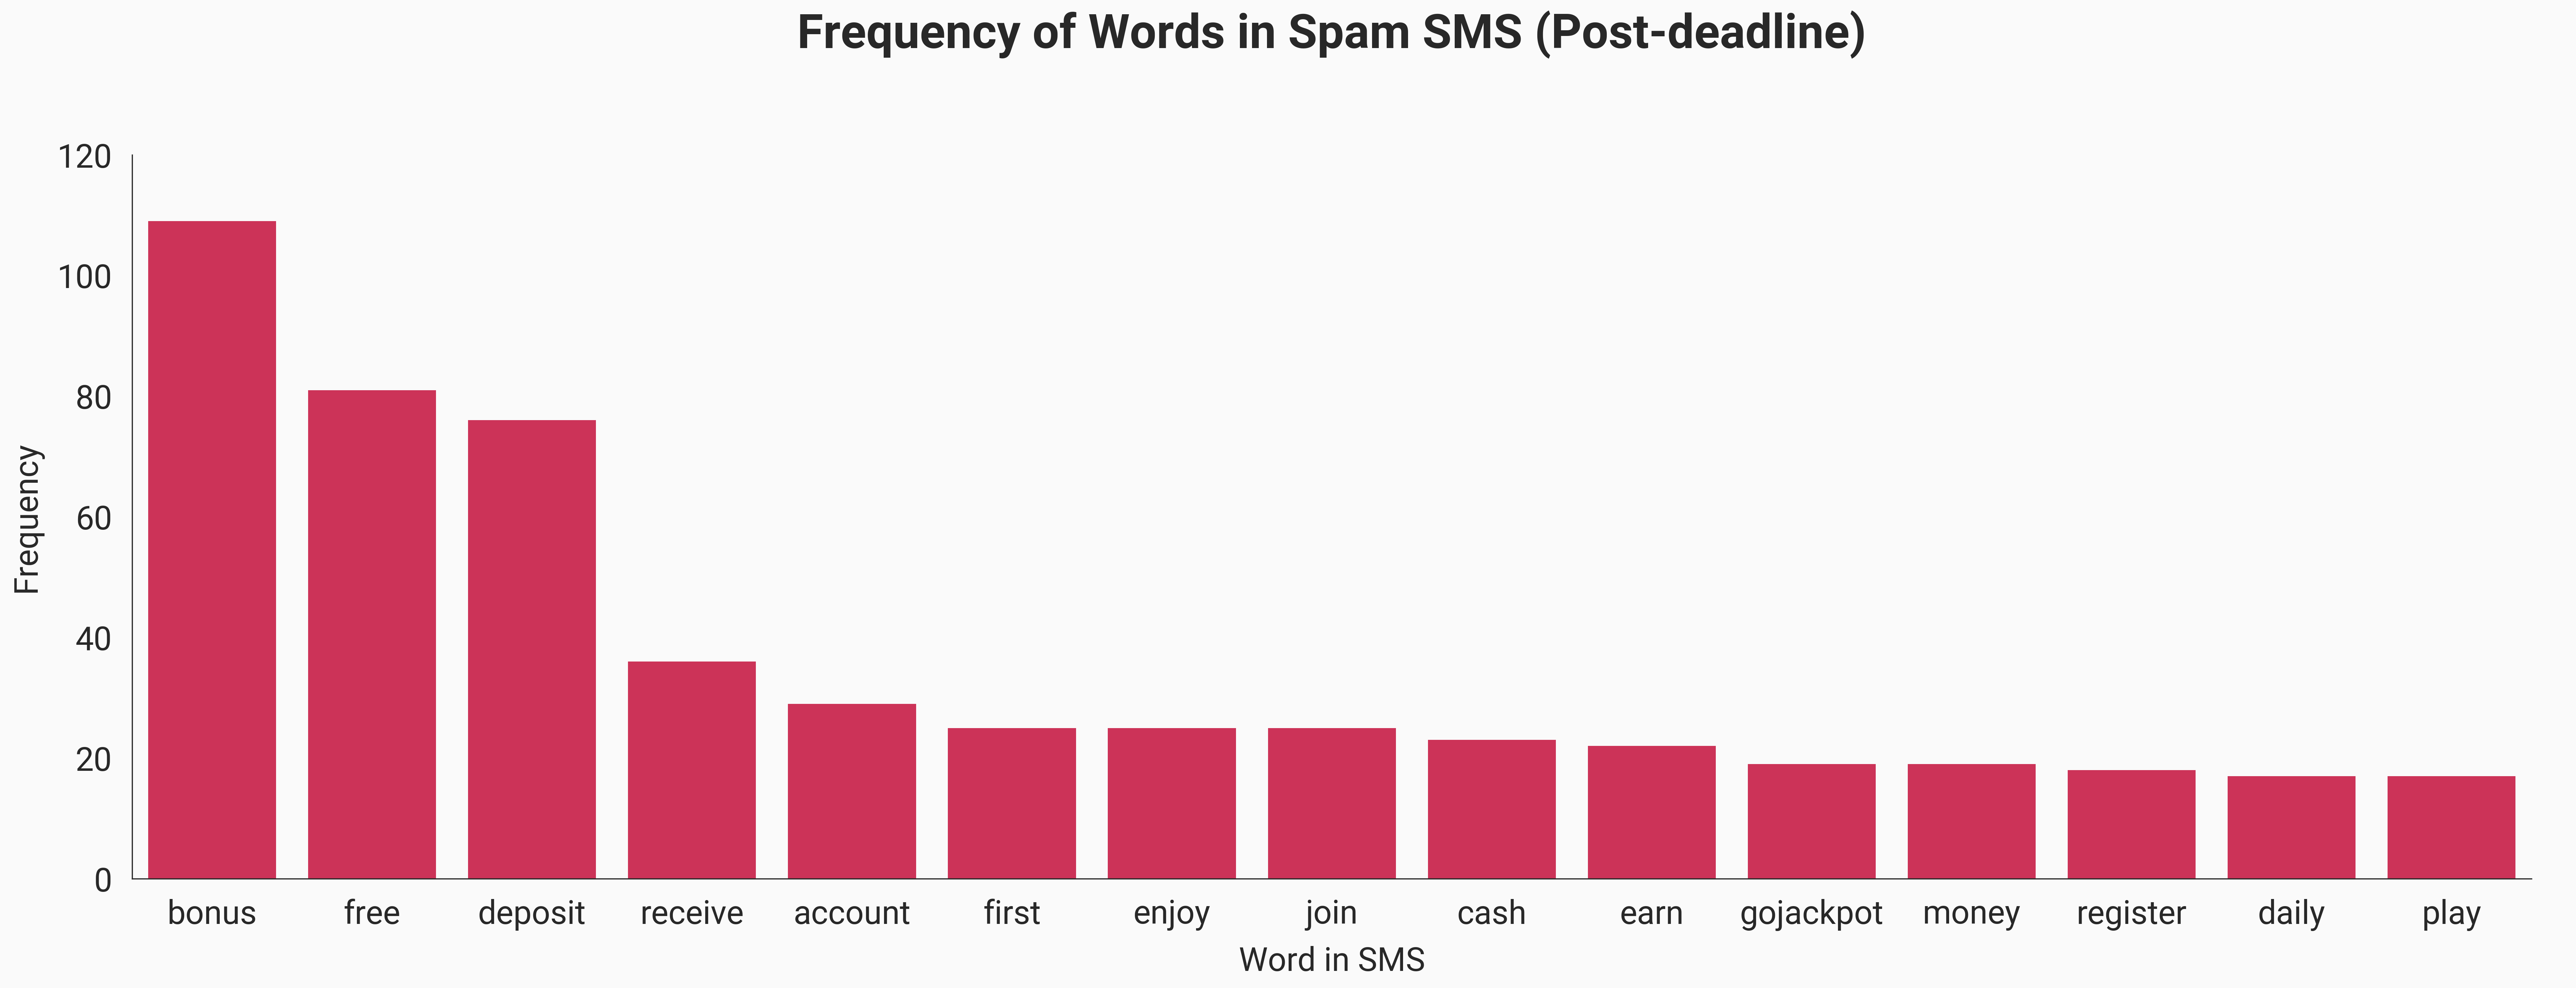 Frequency of Words in Spam SMS (Post-deadline)
120
100
80
60
40
20
0
Frequency
bonus free deposit receive account first enjoy join cash earn gojackpot money register daily play
Word in SMS